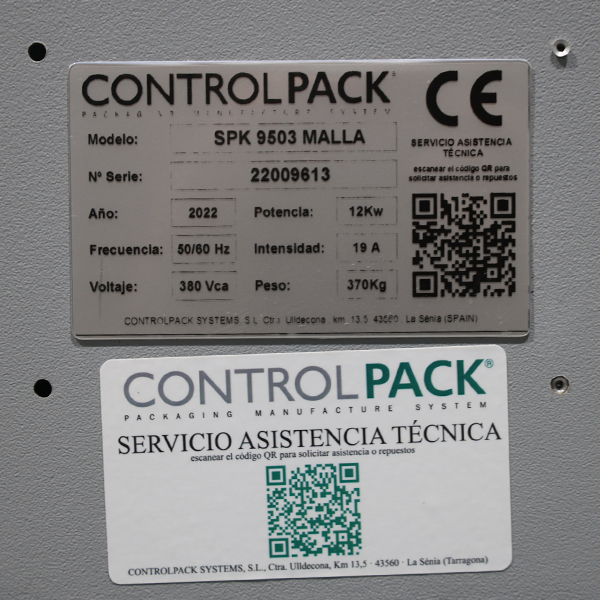 CONTROLPACK®
PACKAGING MANUFACTURE SYSTEM
CE
Modelo: SPK 9503 MALLA
Nº Serie: 22009613
Año: 2022 Potencia: 12Kw
Frecuencia: 50/60 Hz Intensidad: 19 A
Voltaje: 380 Vca Peso: 370Kg
SERVICIO ASISTENCIA
TÉCNICA
escanear el código QR para
solicitar asistencia o repuestos
CONTROLPACK SYSTEMS, S.L. Ctra. Ulldecona, km. 13,5 43560 La Sénia (SPAIN)
CONTROLPACK®
PACKAGING MANUFACTURE SYSTEM
SERVICIO ASISTENCIA TÉCNICA
escanear el código QR para solicitar asistencia o repuestos
CONTROLPACK SYSTEMS, S.L., Ctra. Ulldecona, Km 13,5 · 43560 · La Sénia (Tarragona)